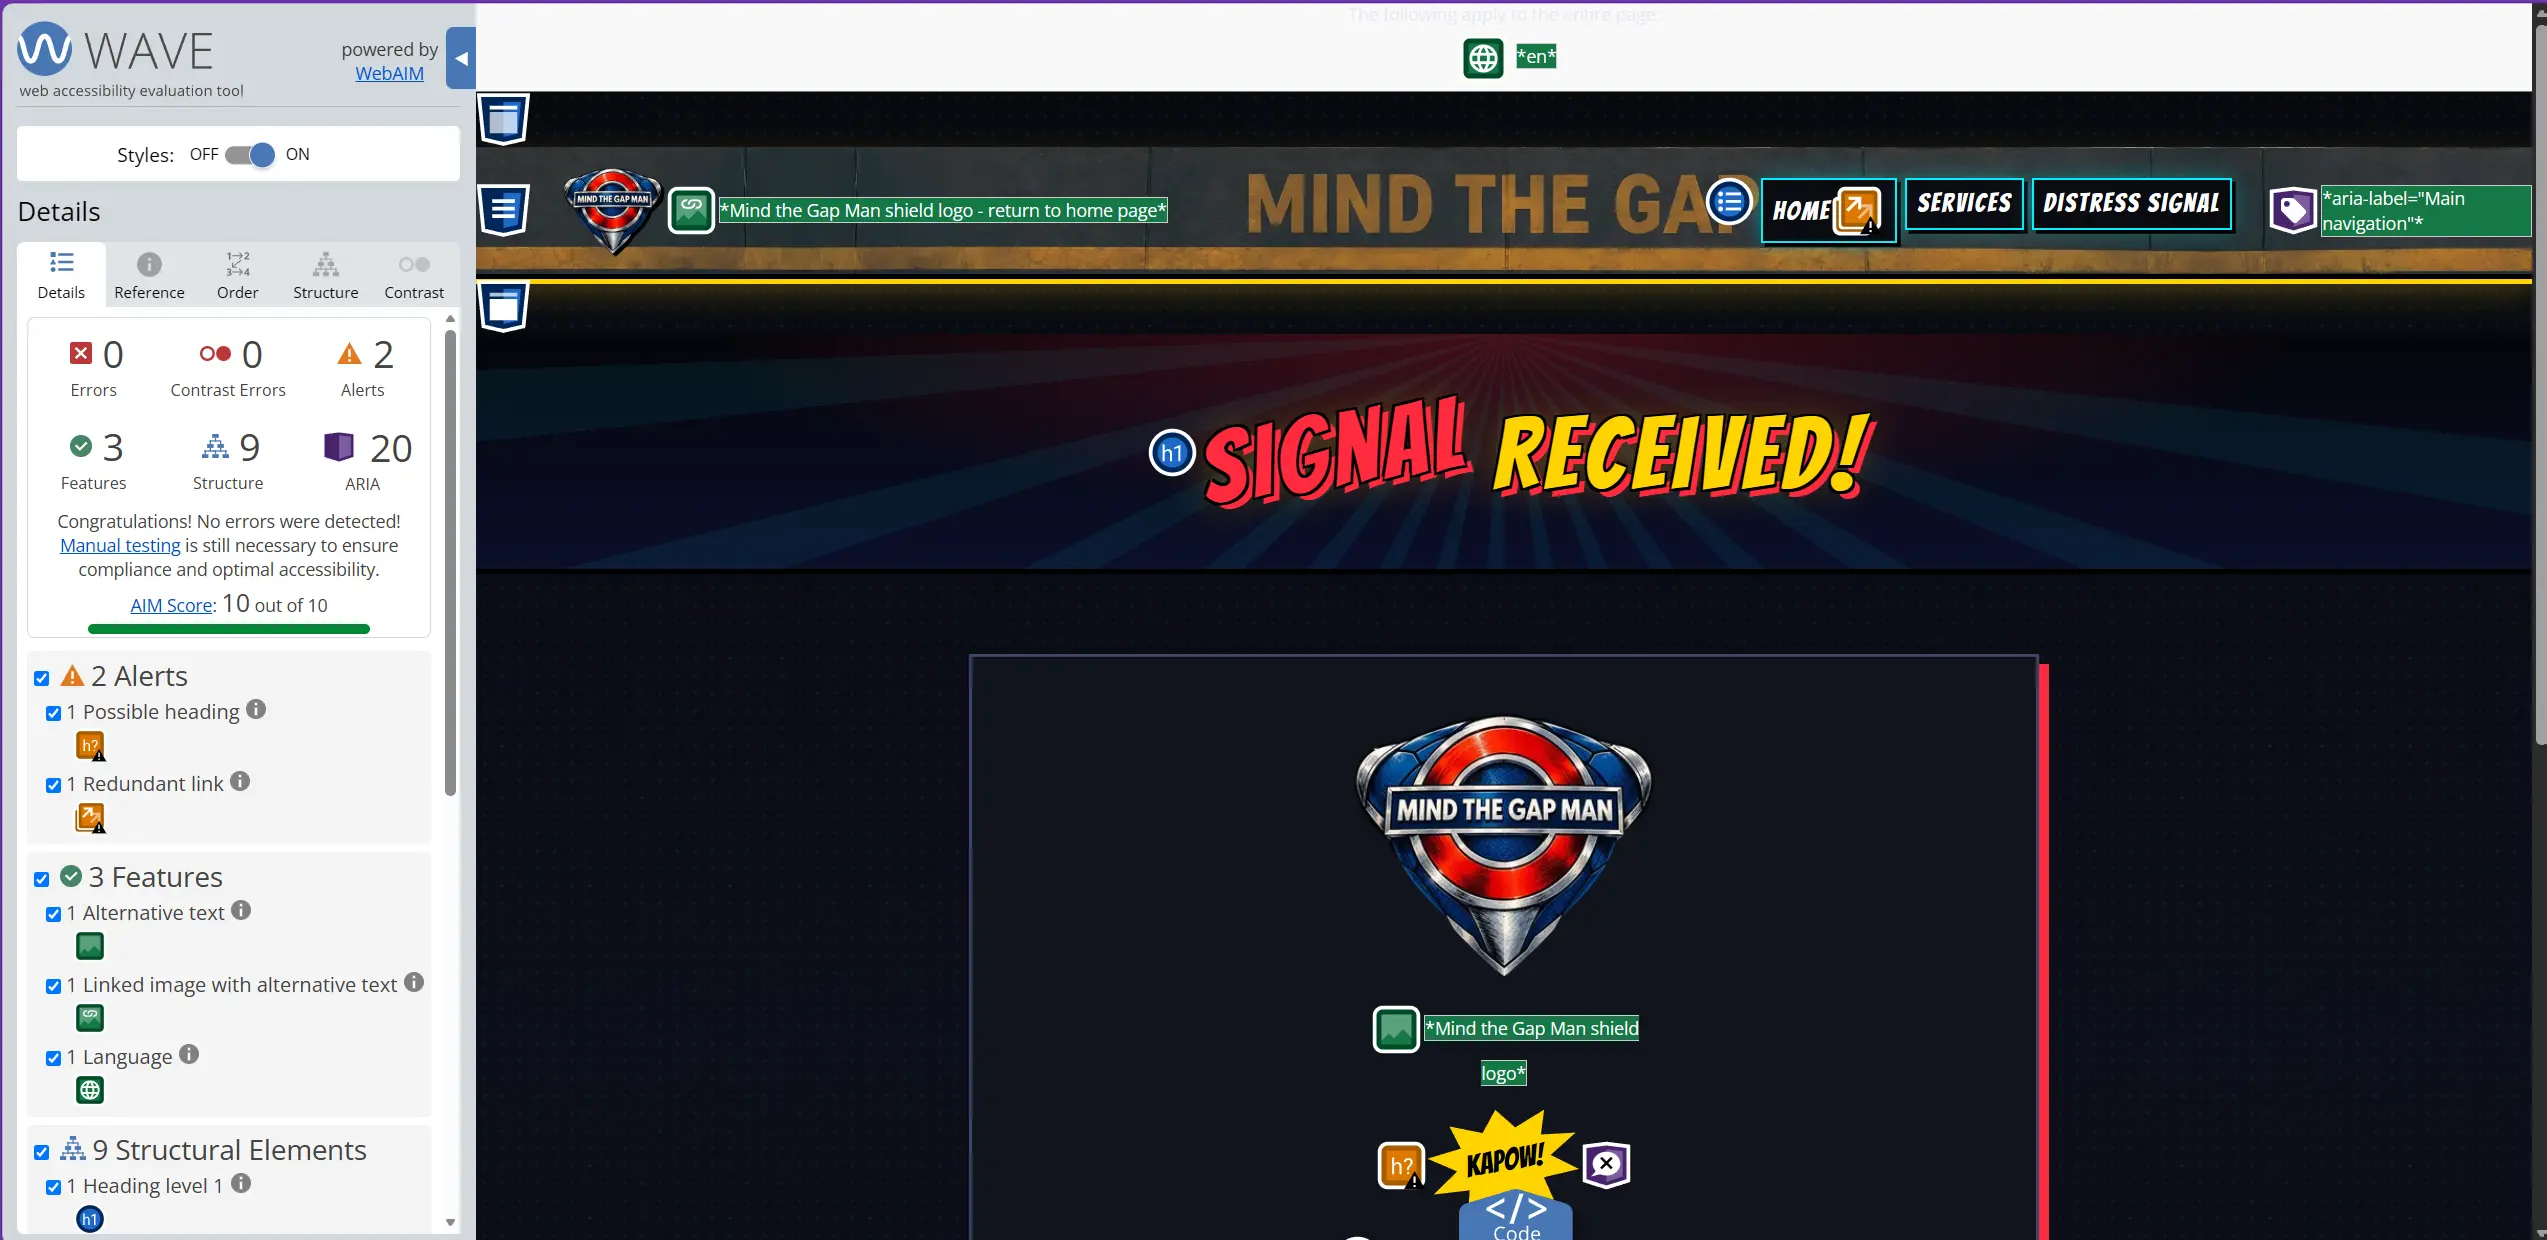 WAVE
powered by
WebAIM
web accessibility evaluation tool
Styles: OFF ON
Details
Details
Reference
Order
Structure
Contrast
0 Errors
0 Contrast Errors
2 Alerts
3 Features
9 Structure
20 ARIA
Congratulations! No errors were detected!
Manual testing is still necessary to ensure
compliance and optimal accessibility.
AIM Score: 10 out of 10
2 Alerts
1 Possible heading
h?
1 Redundant link
3 Features
1 Alternative text
1 Linked image with alternative text
1 Language
9 Structural Elements
1 Heading level 1
h1
The following apply to the entire page:
*en*
MIND THE GAP MAN
*Mind the Gap Man shield logo - return to home page*
MIND THE GAP
HOME
SERVICES
DISTRESS SIGNAL
*aria-label="Main
navigation"*
h1
SIGNAL RECEIVED!
MIND THE GAP MAN
*Mind the Gap Man shield
logo*
h?
KAPOW!
</>
Code